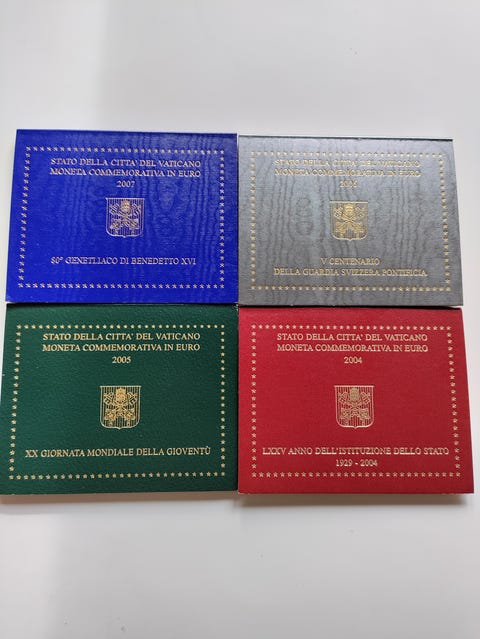 STATO DELLA CITTA' DEL VATICANO
MONETA COMMEMORATIVA IN EURO
2007
80° GENETLIACO DI BENEDETTO XVI
STATO DELLA CITTA' DEL VATICANO
MONETA COMMEMORATIVA IN EURO
2006
V CENTENARIO
DELLA GUARDIA SVIZZERA PONTIFICIA
STATO DELLA CITTA' DEL VATICANO
MONETA COMMEMORATIVA IN EURO
2005
XX GIORNATA MONDIALE DELLA GIOVENTÙ
STATO DELLA CITTA' DEL VATICANO
MONETA COMMEMORATIVA IN EURO
2004
LXXV ANNO DELL'ISTITUZIONE DELLO STATO
1929 - 2004